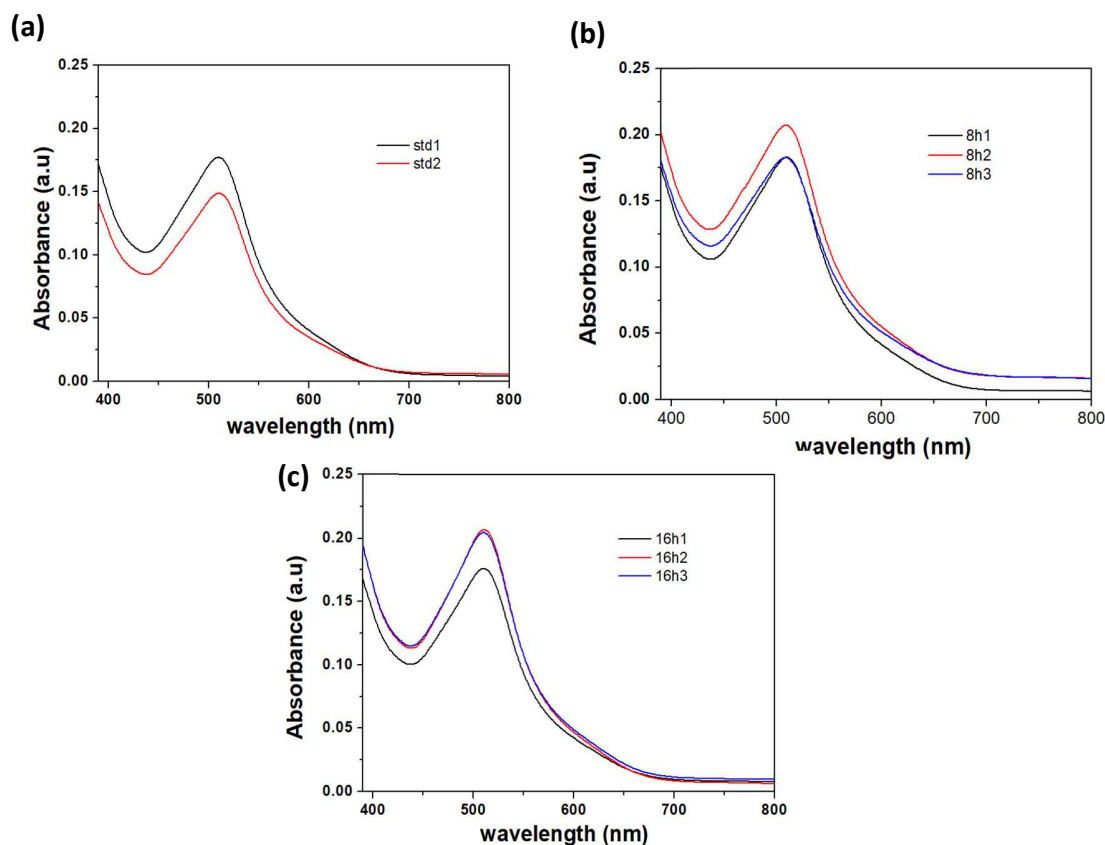 (a)
0.25
0.20
0.15
0.10
0.05
0.00
Absorbance (a.u)
std1
std2
400 500 600 700 800
wavelength (nm)
(b)
0.25
0.20
0.15
0.10
0.05
0.00
Absorbance (a.u)
8h1
8h2
8h3
400 500 600 700 800
wavelength (nm)
(c)
0.25
0.20
0.15
0.10
0.05
0.00
Absorbance (a.u)
16h1
16h2
16h3
400 500 600 700 800
wavelength (nm)